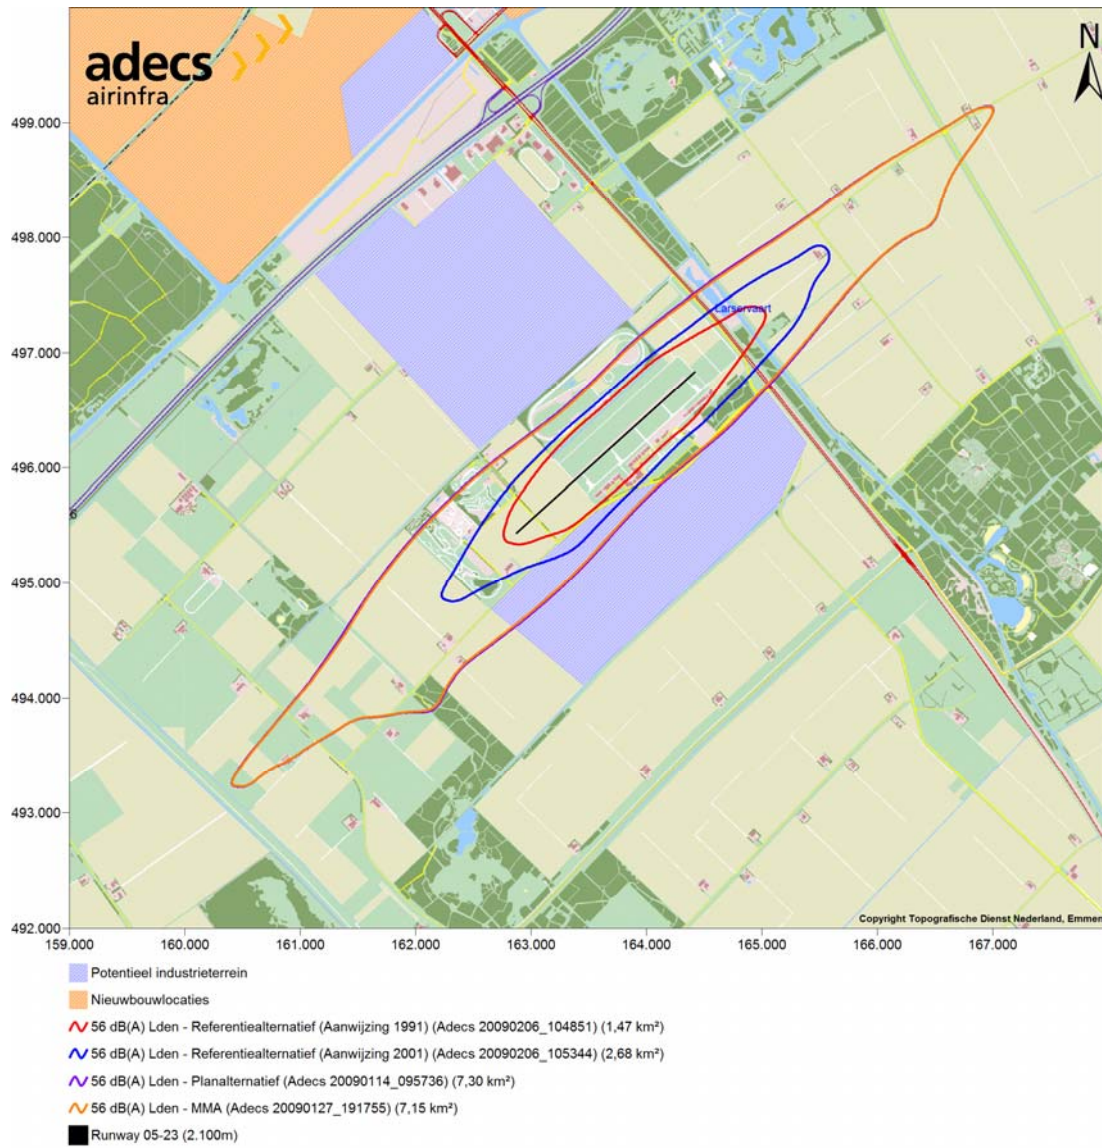 adecs
airinfra
N
499.000
498.000
497.000
496.000
495.000
494.000
493.000
492.000
Larservaart
6
Copyright Topografische Dienst Nederland, Emmen
159.000 160.000 161.000 162.000 163.000 164.000 165.000 166.000 167.000
Potentieel industrieterrein
Nieuwbouwlocaties
56 dB(A) Lden - Referentiealternatief (Aanwijzing 1991) (Adecs 20090206_104851) (1,47 km²)
56 dB(A) Lden - Referentiealternatief (Aanwijzing 2001) (Adecs 20090206_105344) (2,68 km²)
56 dB(A) Lden - Planalternatief (Adecs 20090114_095736) (7,30 km²)
56 dB(A) Lden - MMA (Adecs 20090127_191755) (7,15 km²)
Runway 05-23 (2.100m)